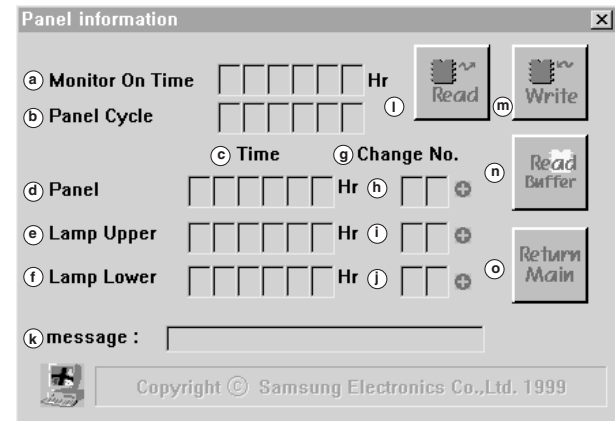 Panel information
ⓐ Monitor On Time Hr
ⓑ Panel Cycle
ⓛ Read ⓜ Write
ⓒ Time ⓖ Change No.
ⓓ Panel Hr ⓗ
ⓝ Read Buffer
ⓔ Lamp Upper Hr ⓘ
ⓕ Lamp Lower Hr ⓙ
ⓞ Return Main
ⓚ message :
Copyright © Samsung Electronics Co.,Ltd. 1999